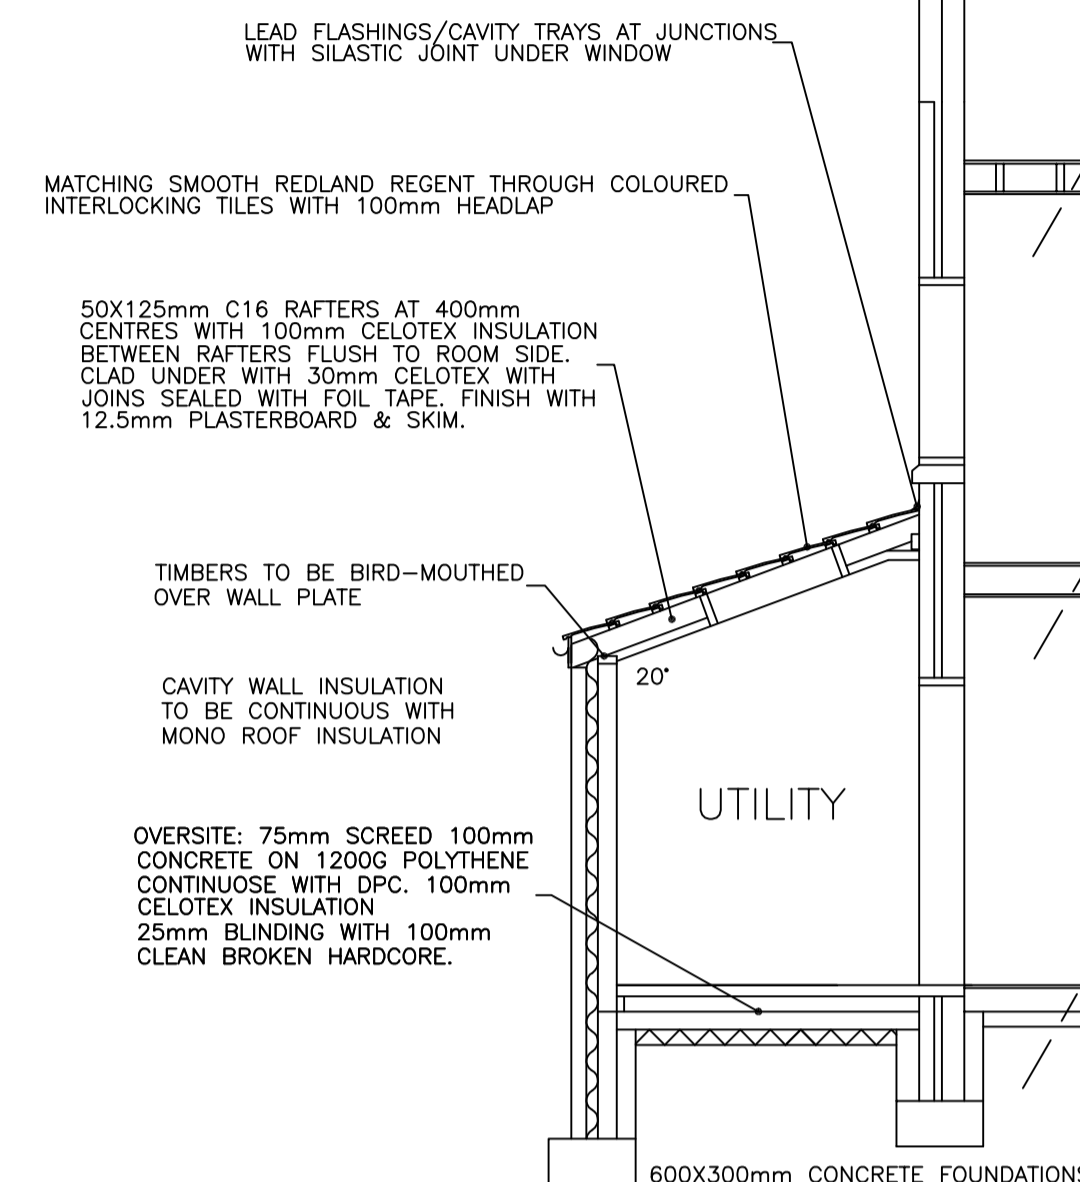 LEAD FLASHINGS/CAVITY TRAYS AT JUNCTIONS
WITH SILASTIC JOINT UNDER WINDOW
MATCHING SMOOTH REDLAND REGENT THROUGH COLOURED
INTERLOCKING TILES WITH 100mm HEADLAP
50X125mm C16 RAFTERS AT 400mm
CENTRES WITH 100mm CELOTEX INSULATION
BETWEEN RAFTERS FLUSH TO ROOM SIDE.
CLAD UNDER WITH 30mm CELOTEX WITH
JOINS SEALED WITH FOIL TAPE. FINISH WITH
12.5mm PLASTERBOARD & SKIM.
TIMBERS TO BE BIRD-MOUTHED
OVER WALL PLATE
20°
CAVITY WALL INSULATION
TO BE CONTINUOUS WITH
MONO ROOF INSULATION
UTILITY
OVERSITE: 75mm SCREED 100mm
CONCRETE ON 1200G POLYTHENE
CONTINUOSE WITH DPC. 100mm
CELOTEX INSULATION
25mm BLINDING WITH 100mm
CLEAN BROKEN HARDCORE.
600X300mm CONCRETE FOUNDATIONS